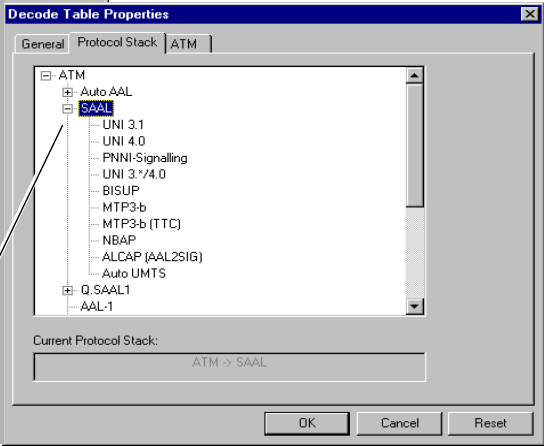 Decode Table Properties
General Protocol Stack ATM
ATM
Auto AAL
SAAL
UNI 3.1
UNI 4.0
PNNI-Signalling
UNI 3.*/4.0
BISUP
MTP3-b
MTP3-b (TTC)
NBAP
ALCAP (AAL2SIG)
Auto UMTS
Q.SAAL1
AAL-1
Current Protocol Stack:
ATM -> SAAL
OK Cancel Reset